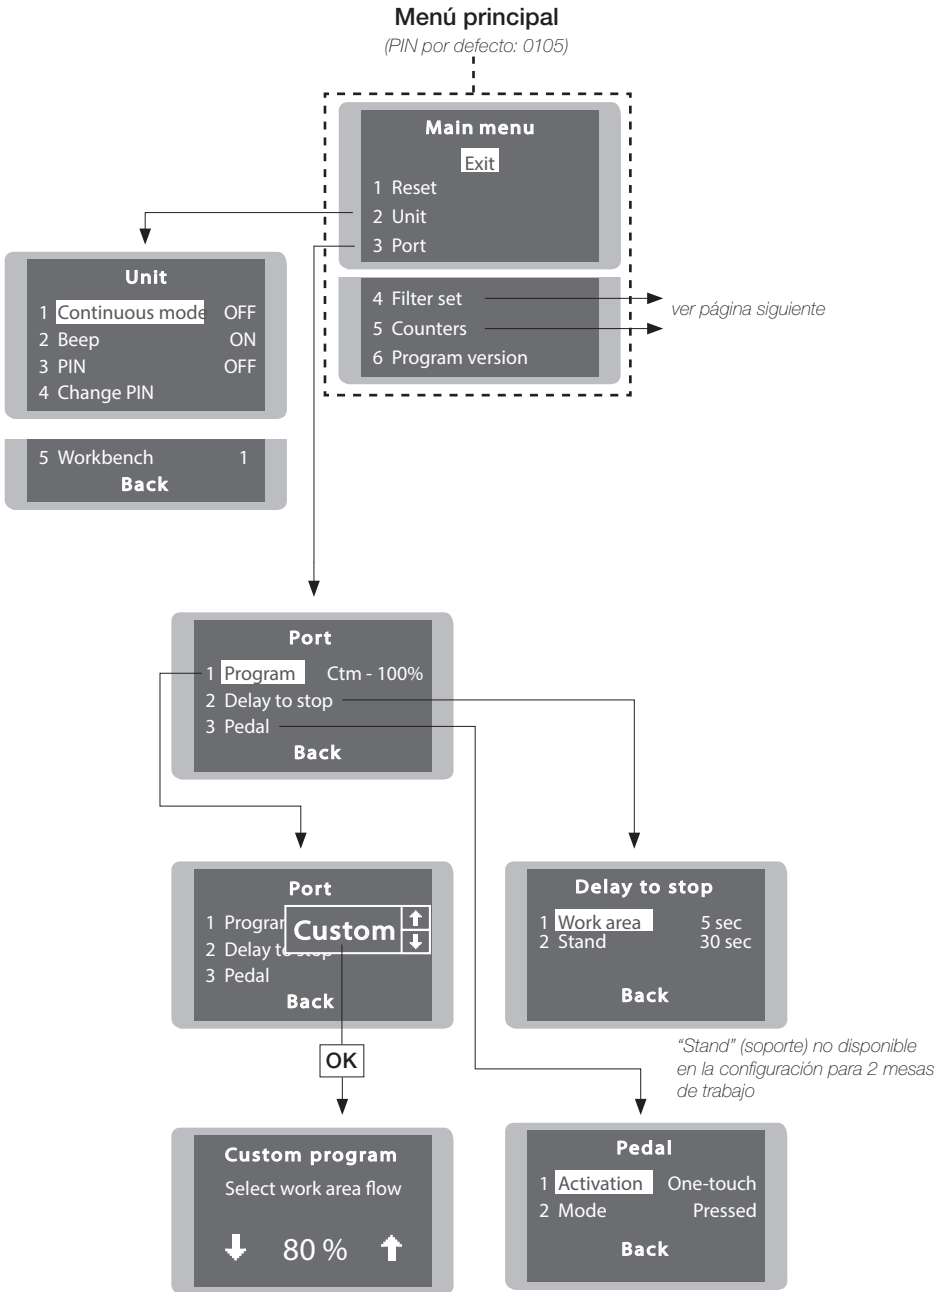 Menú principal
(PIN por defecto: 0105)
Main menu
Exit
1 Reset
2 Unit
3 Port
4 Filter set
5 Counters
6 Program version
ver página siguiente
Unit
1 Continuous mode OFF
2 Beep ON
3 PIN OFF
4 Change PIN
5 Workbench 1
Back
Port
1 Program Ctm - 100%
2 Delay to stop
3 Pedal
Back
Port
1 Program
Custom
2 Delay to stop
3 Pedal
Back
OK
Delay to stop
1 Work area 5 sec
2 Stand 30 sec
Back
"Stand" (soporte) no disponible
en la configuración para 2 mesas
de trabajo
Custom program
Select work area flow
80 %
Pedal
1 Activation One-touch
2 Mode Pressed
Back